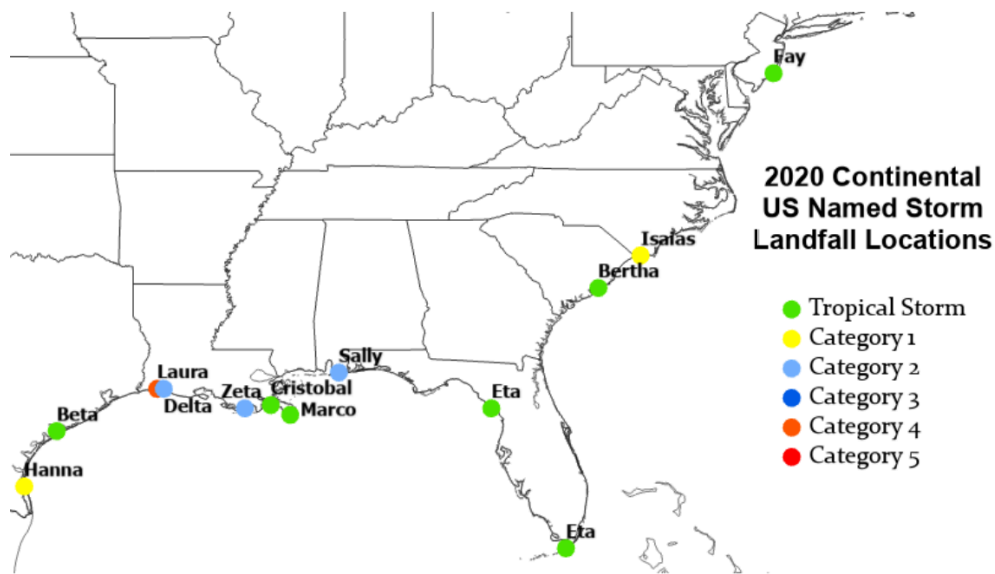 Fay
2020 Continental
US Named Storm
Landfall Locations
Isaias
Bertha
Tropical Storm
Category 1
Sally
Category 2
Laura
Zeta
Cristobal
Eta
Delta
Marco
Category 3
Beta
Category 4
Category 5
Hanna
Eta